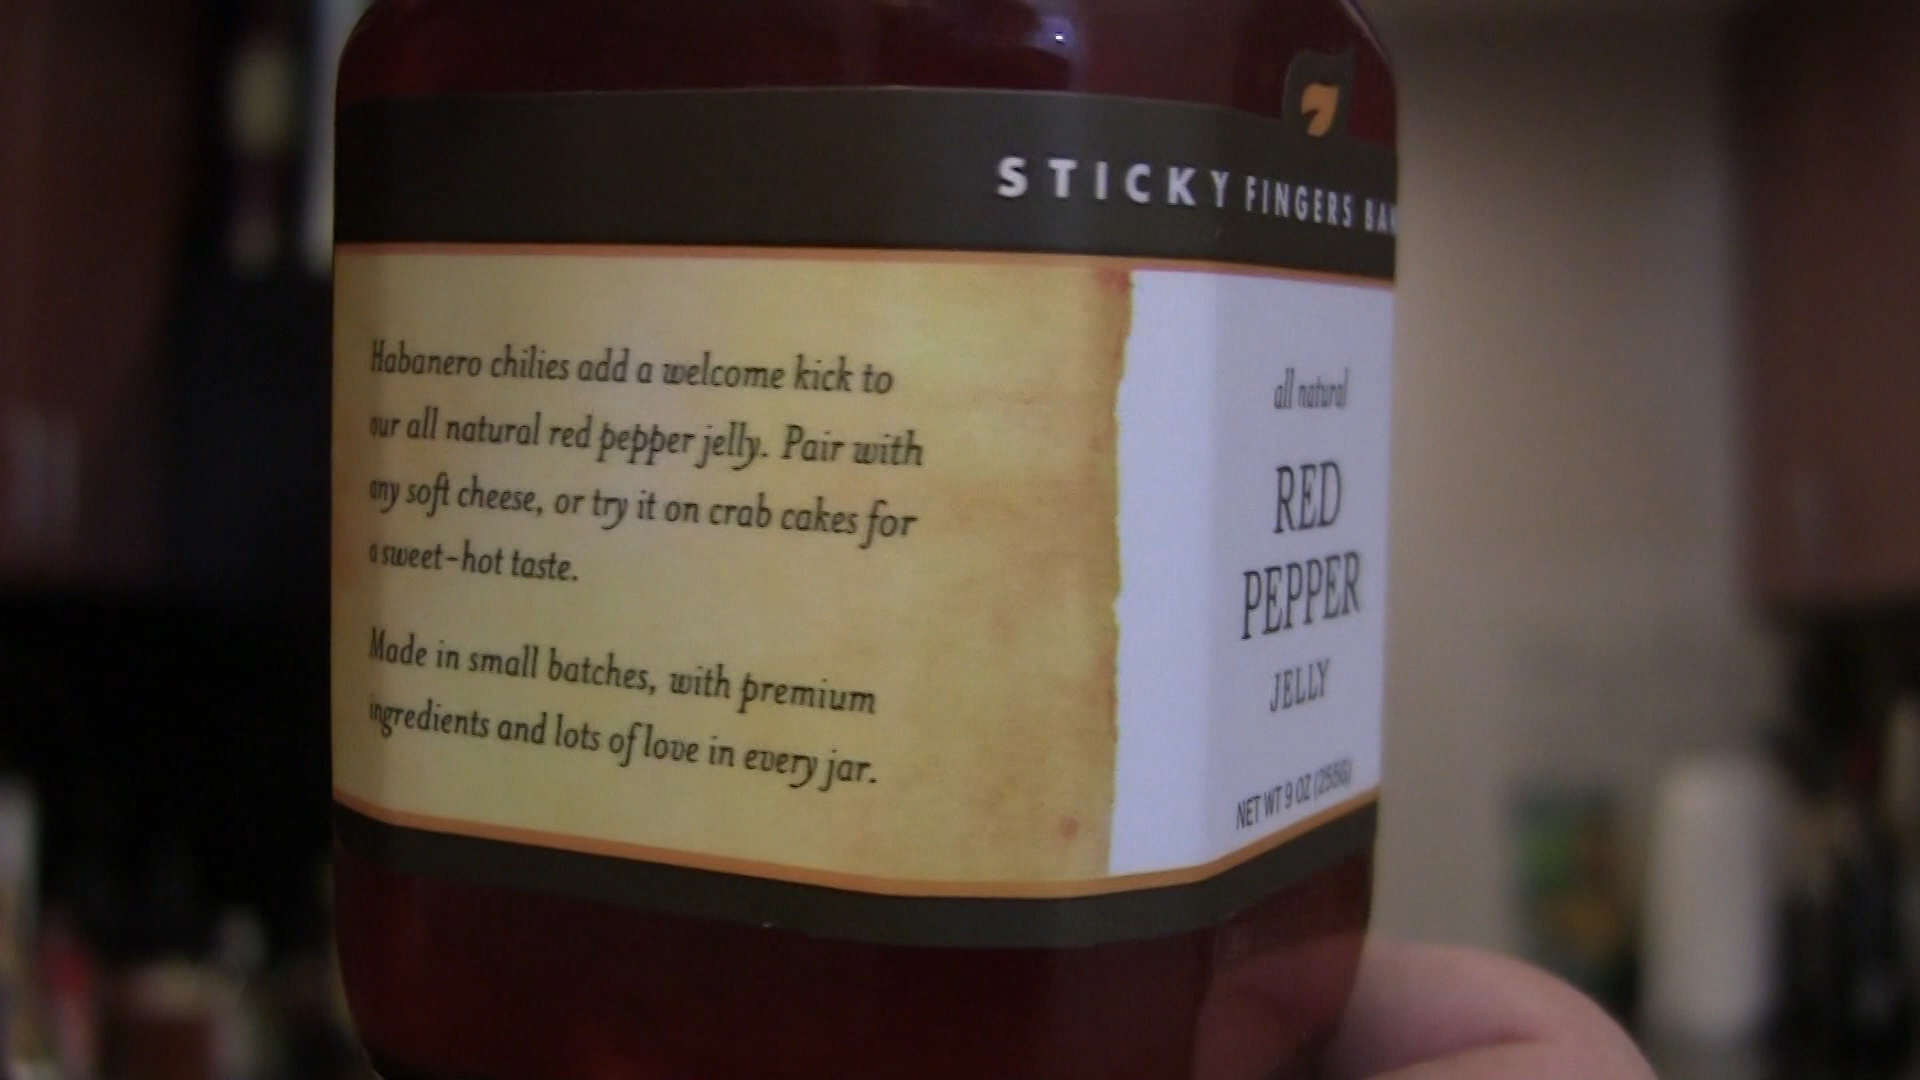 STICKY FINGERS BAK
Habanero chilies add a welcome kick to
our all natural red pepper jelly. Pair with
any soft cheese, or try it on crab cakes for
a sweet-hot taste.
Made in small batches, with premium
ingredients and lots of love in every jar.
all natural
RED
PEPPER
JELLY
NET WT 9 OZ (255G)